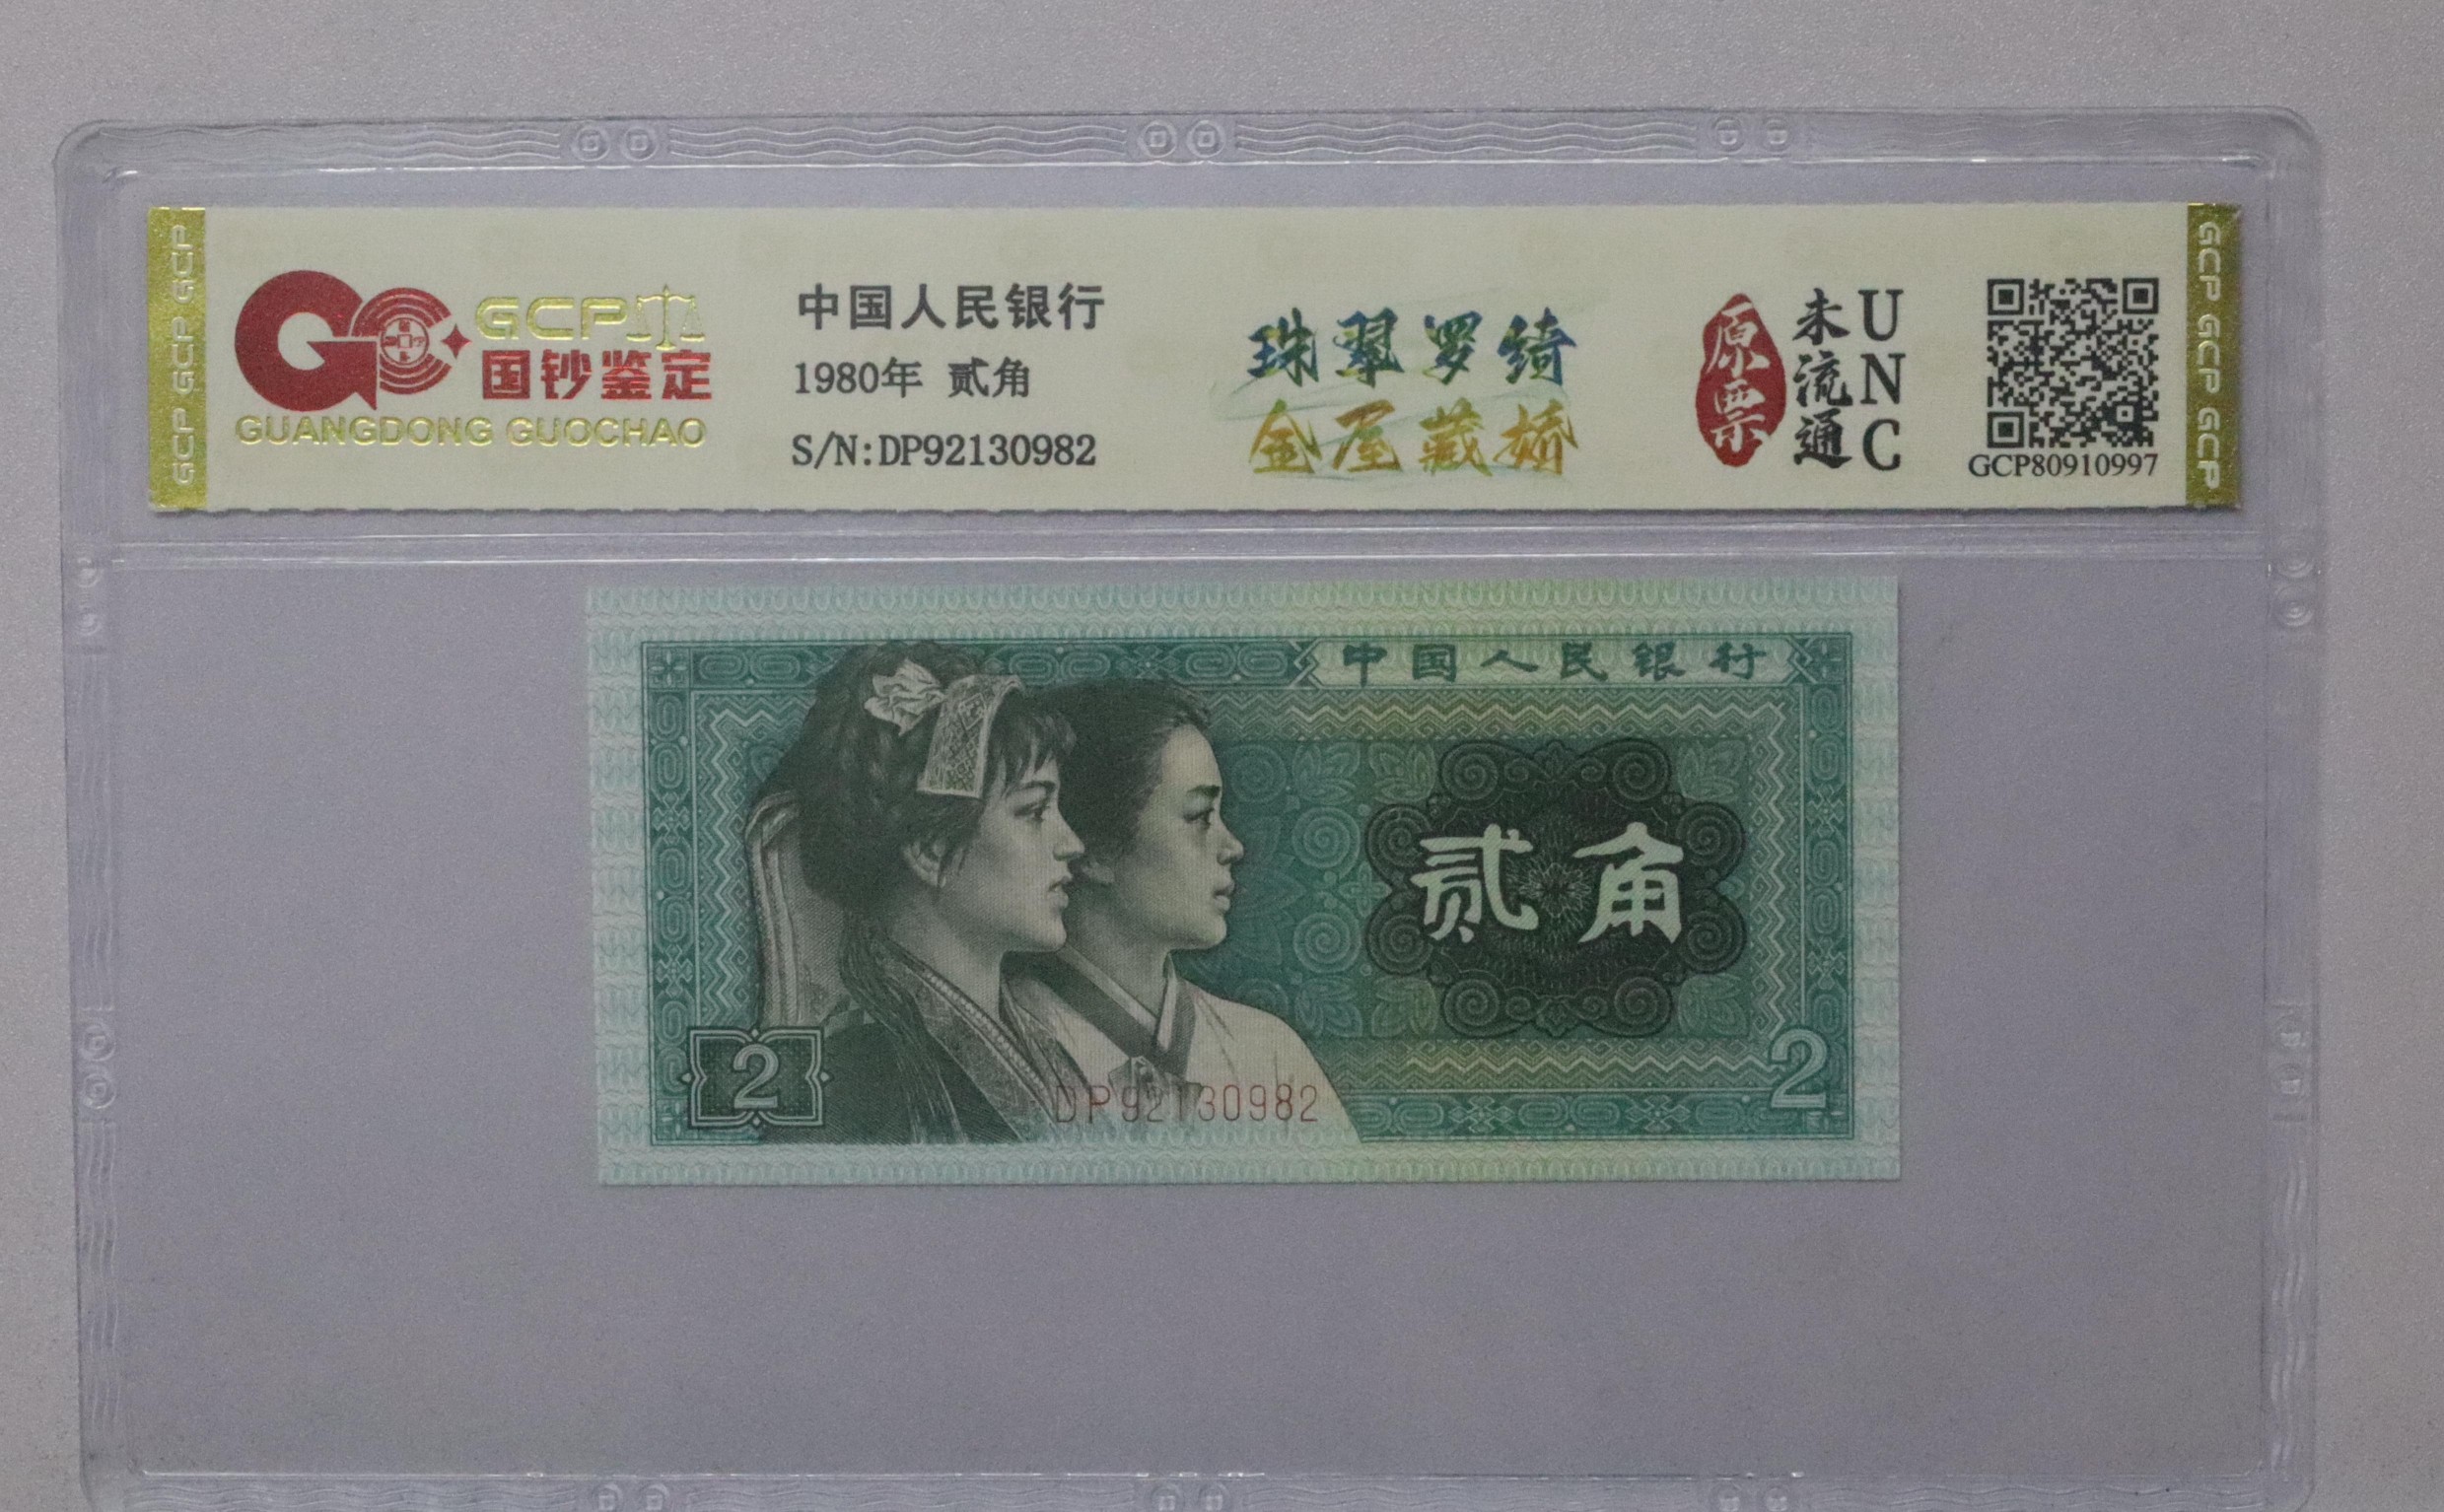 GCP GCP GCP
GCP
国钞鉴定
GUANGDONG GUOCHAO
中国人民银行
1980年 贰角
S/N:DP92130982
珠翠罗绮
金屋藏娇
原票
未流通
UNC
GCP80910997
GCP GCP GCP
中国人民银行
贰角
2
DP92130982
2